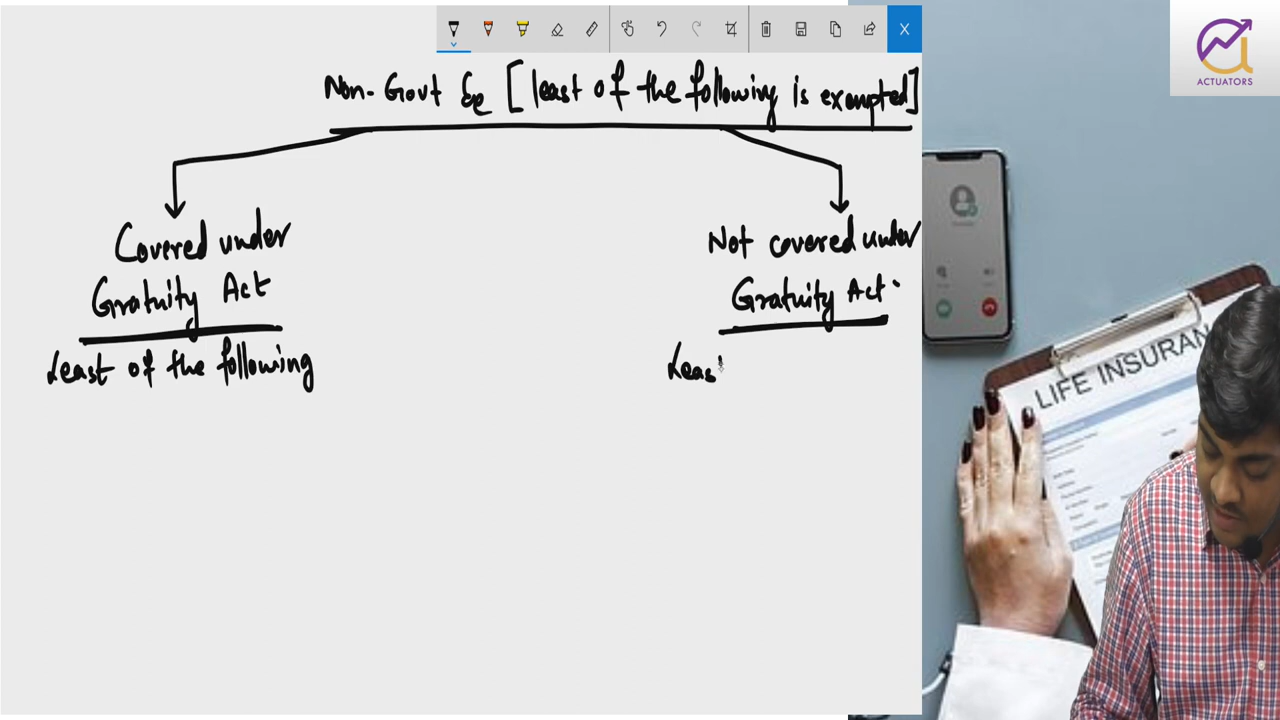 Non-Govt Ee [least of the following is exempted]
Covered under
Gratuity Act
Least of the following
Not covered under
Gratuity Act.
Leas
ACTUATORS
LIFE INSURAN